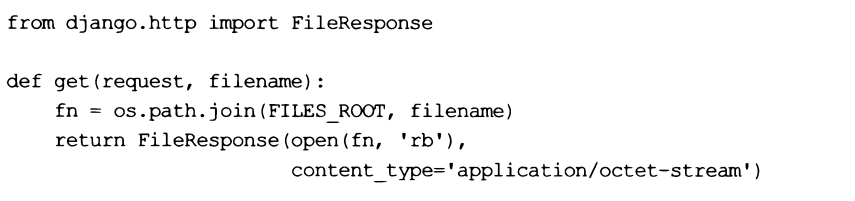 from django.http import FileResponse
def get(request, filename):
    fn = os.path.join(FILES_ROOT, filename)
    return FileResponse(open(fn, 'rb'),
                        content_type='application/octet-stream')